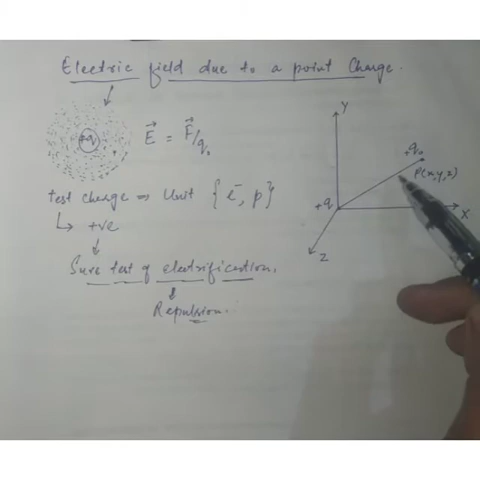 Electric field due to a point Charge.
+q
E⃗ = F⃗/q₀
test charge ⇒ Unit {e⁻, p}
↳ +ve
Sure test of electrification.
Repulsion.
Y
+q₀
P(x,y,z)
+q
X
Z